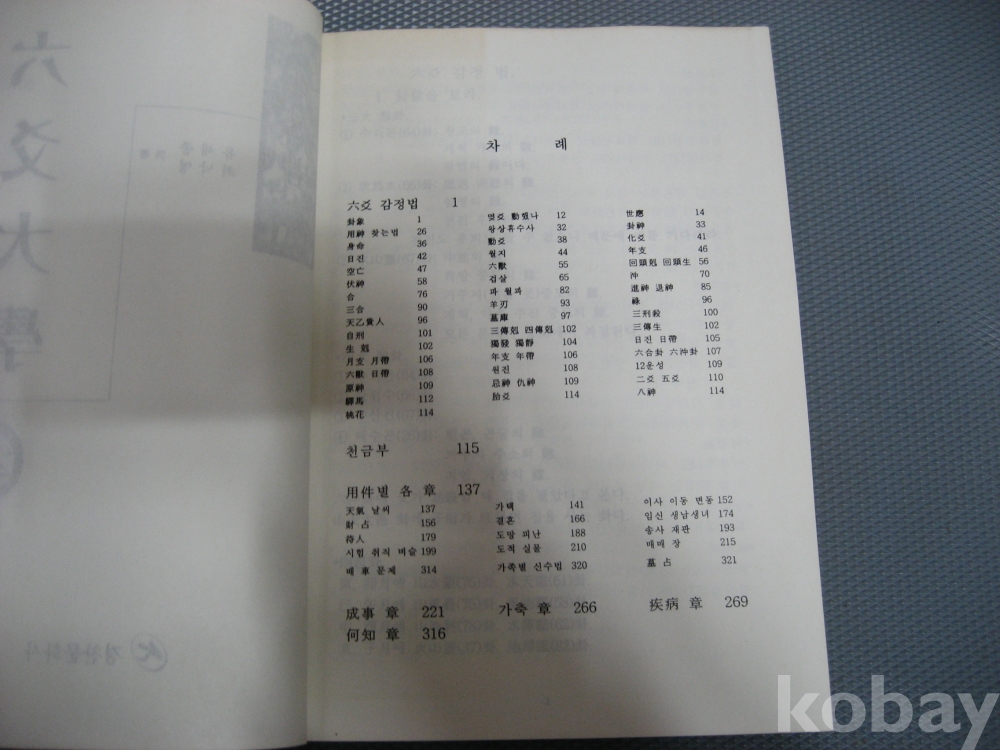 차 례
六爻 감정법 1
卦象 1 몇爻 動했나 12 世應 14
用神 찾는법 26 왕상휴수사 32 卦神 33
身命 36 動爻 38 化爻 41
日진 42 월지 44 年支 46
空亡 47 六獸 55 回頭剋 回頭生 56
伏神 58 겁살 65 沖 70
合 76 파 월파 82 進神 退神 85
三合 90 羊刃 93 祿 96
天乙貴人 96 墓庫 97 三刑殺 100
自刑 101 三傳剋 四傳剋 102 三傳生 102
生 剋 102 獨發 獨靜 104 日진 日帶 105
月支 月帶 106 年支 年帶 106 六合卦 六沖卦 107
六獸 日帶 108 원진 108 12운성 109
原神 109 忌神 仇神 109 二爻 五爻 110
驛馬 112 胎爻 114 八神 114
桃花 114
천금부 115
用件별 各 章 137
天氣 날씨 137 가택 141 이사 이동 변동 152
財 占 156 결혼 166 임신 생남생녀 174
待人 179 도망 피난 188 송사 재판 193
시험 취직 벼슬 199 도적 실물 210 매매 장 215
배 車 문제 314 가족별 신수법 320 墓 占 321
成事 章 221 가축 章 266 疾病 章 269
何知 章 316
六爻大學
kobay